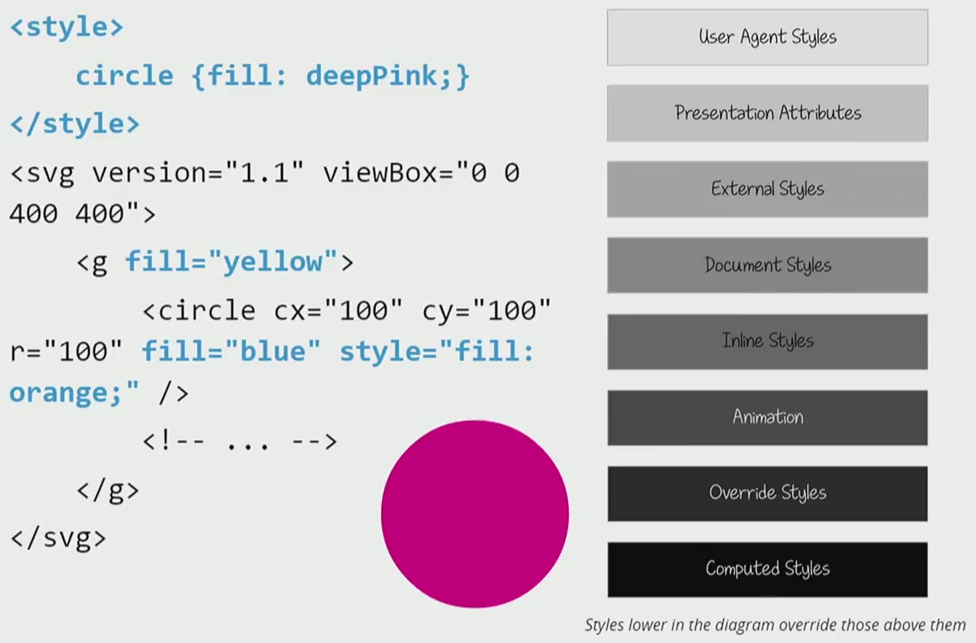 <style>
circle {fill: deepPink;}
</style>
<svg version="1.1" viewBox="0 0
400 400">
<g fill="yellow">
<circle cx="100" cy="100"
r="100" fill="blue" style="fill:
orange;" />
<!-- ... -->
</g>
</svg>
User Agent Styles
Presentation Attributes
External Styles
Document Styles
Inline Styles
Animation
Override Styles
Computed Styles
Styles lower in the diagram override those above them